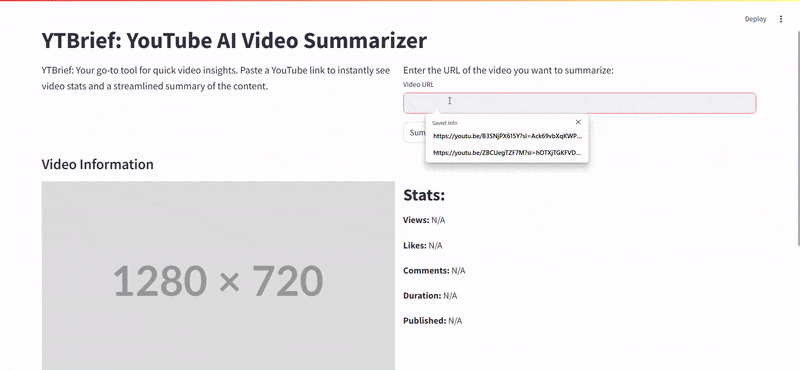 Deploy
YTBrief: YouTube AI Video Summarizer
YTBrief: Your go-to tool for quick video insights. Paste a YouTube link to instantly see
video stats and a streamlined summary of the content.
Enter the URL of the video you want to summarize:
Video URL
Saved Info
https://youtu.be/B3SNjPX615Y?si=Ack69vbXqKWP...
https://youtu.be/ZBCUegTZF7M?si=hOTXjTGKFVD...
Sum
Video Information
1280 × 720
Stats:
Views: N/A
Likes: N/A
Comments: N/A
Duration: N/A
Published: N/A